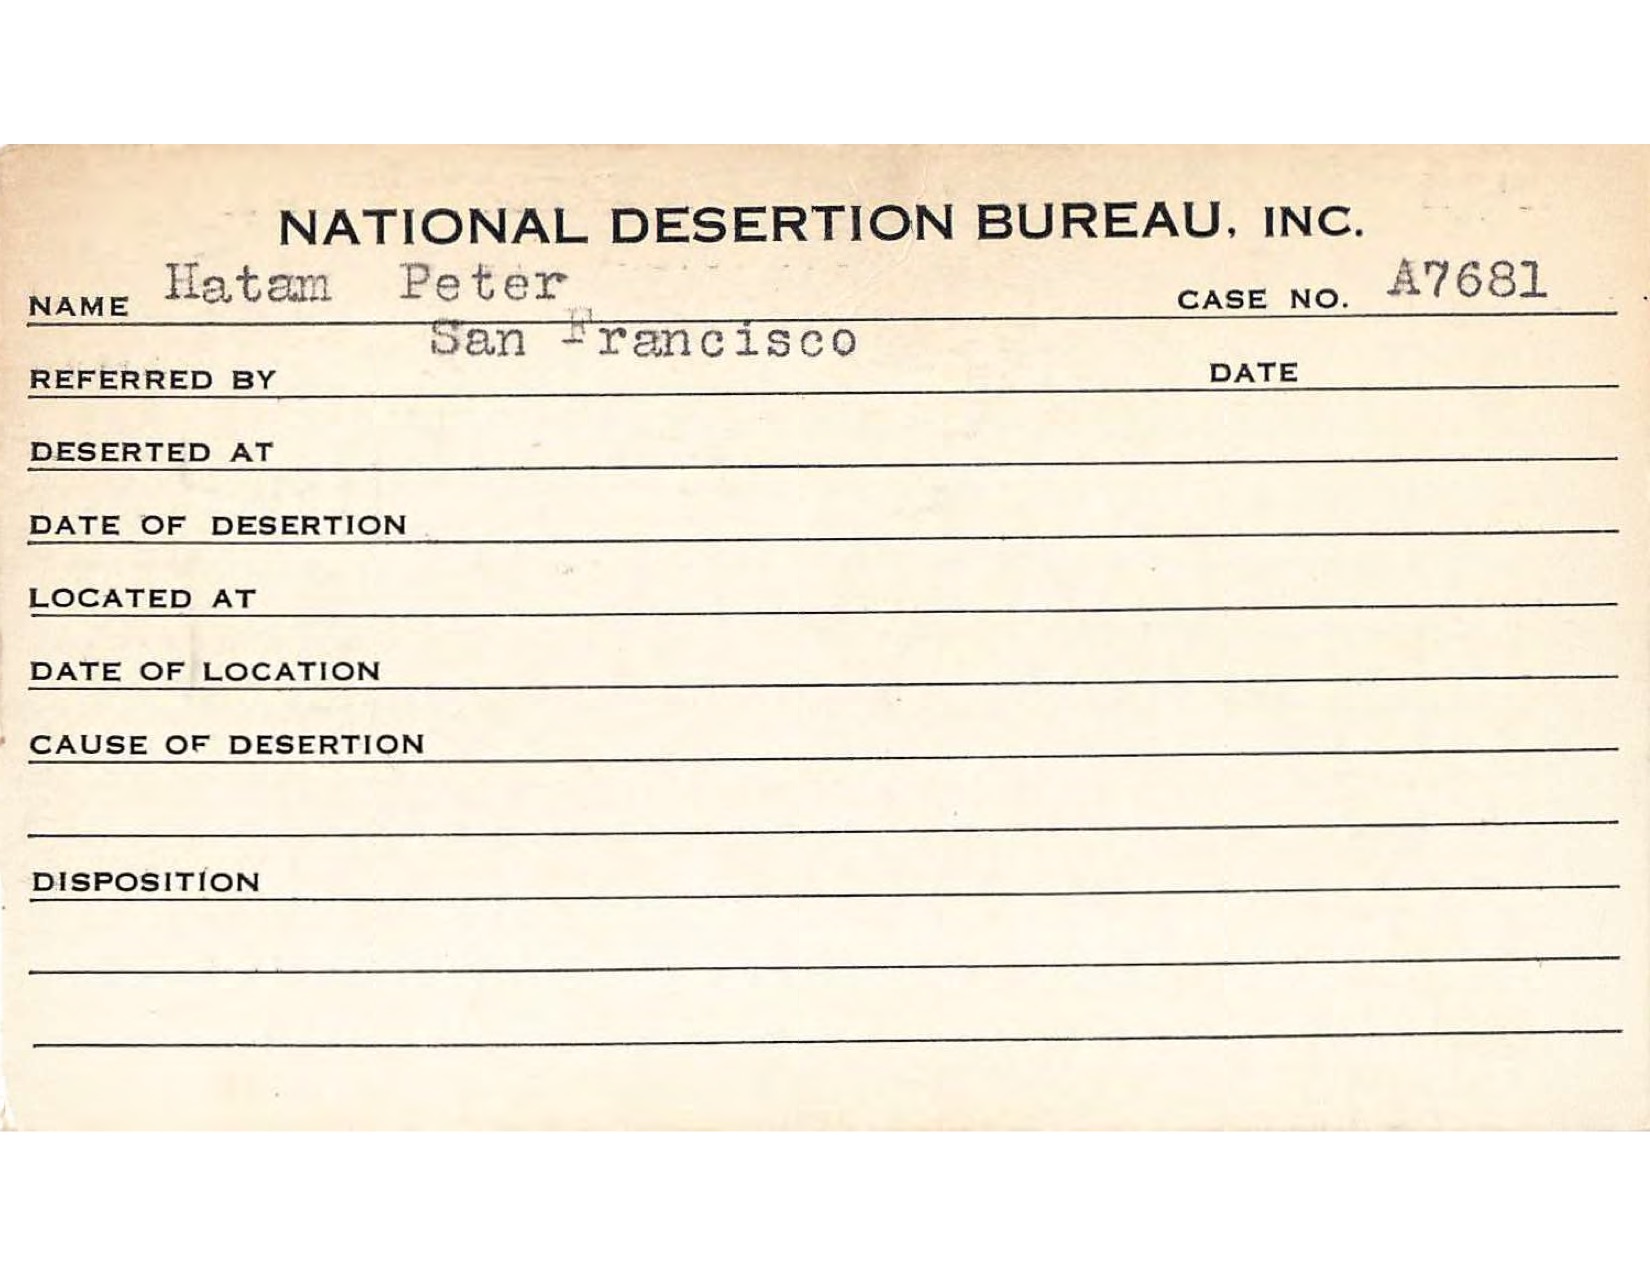 NATIONAL DESERTION BUREAU, INC.
NAME Hatam Peter CASE NO. A7681
REFERRED BY San Francisco DATE
DESERTED AT
DATE OF DESERTION
LOCATED AT
DATE OF LOCATION
CAUSE OF DESERTION
DISPOSITION